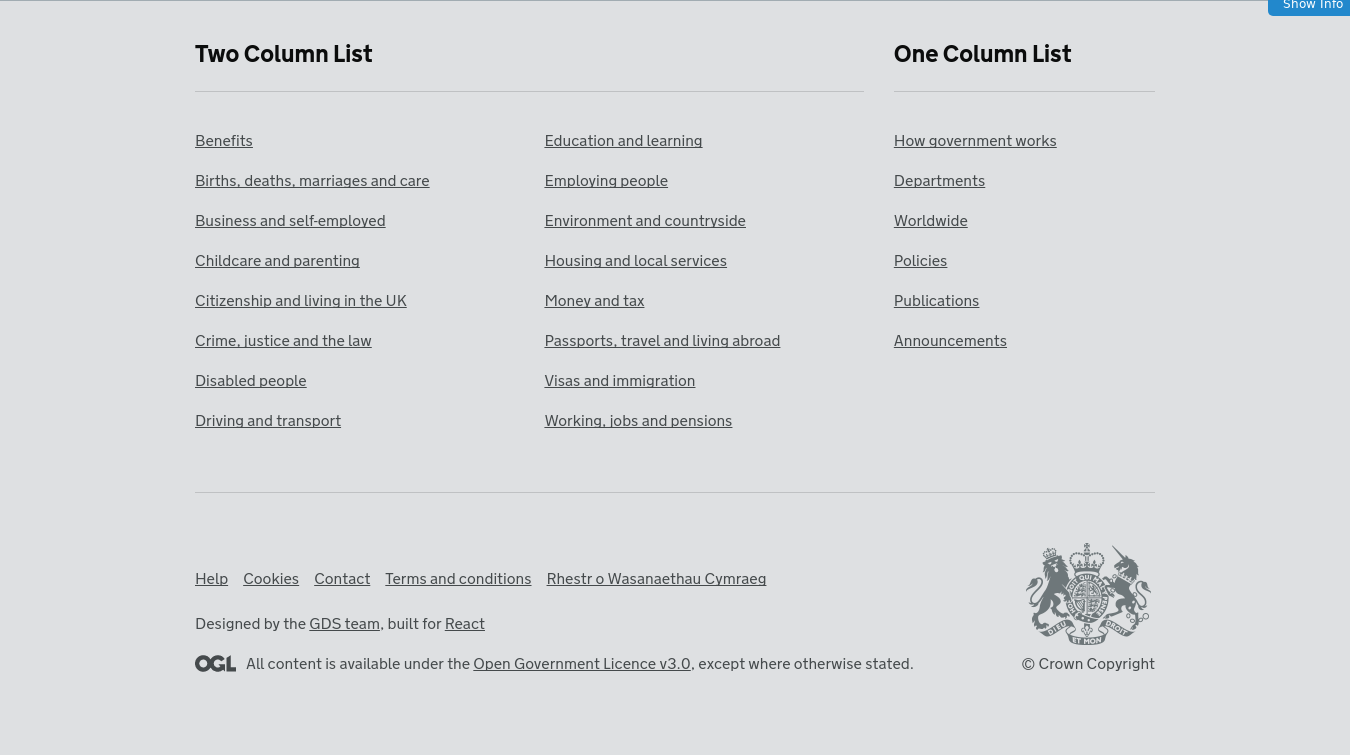 Show Info
Two Column List
One Column List
Benefits
Births, deaths, marriages and care
Business and self-employed
Childcare and parenting
Citizenship and living in the UK
Crime, justice and the law
Disabled people
Driving and transport
Education and learning
Employing people
Environment and countryside
Housing and local services
Money and tax
Passports, travel and living abroad
Visas and immigration
Working, jobs and pensions
How government works
Departments
Worldwide
Policies
Publications
Announcements
Help Cookies Contact Terms and conditions Rhestr o Wasanaethau Cymraeg
Designed by the GDS team, built for React
OGL All content is available under the Open Government Licence v3.0, except where otherwise stated.
DIEU ET MON DROIT
© Crown Copyright